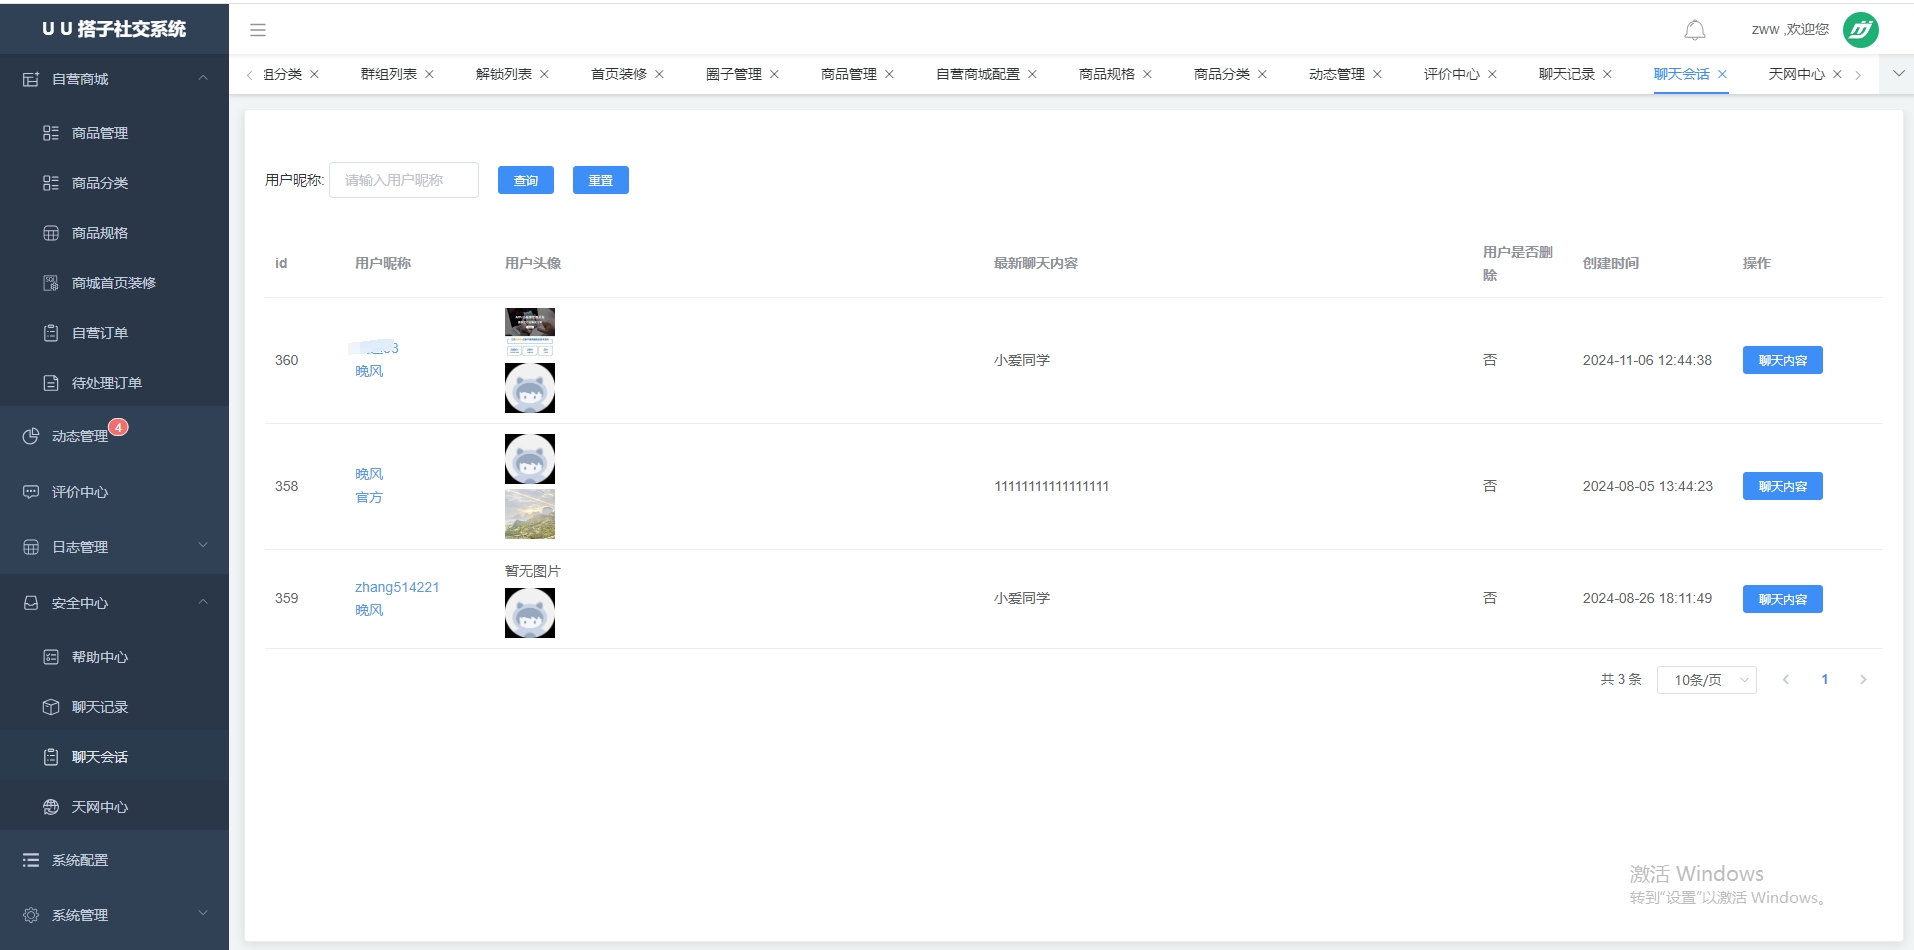 U U 搭子社交系统
zww ,欢迎您
组分类
群组列表
解锁列表
首页装修
圈子管理
商品管理
自营商城配置
商品规格
商品分类
动态管理
评价中心
聊天记录
聊天会话
天网中心
自营商城
商品管理
商品分类
商品规格
商城首页装修
自营订单
待处理订单
动态管理 4
评价中心
日志管理
安全中心
帮助中心
聊天记录
聊天会话
天网中心
系统配置
系统管理
用户昵称: 请输入用户昵称 查询 重置
id 用户昵称 用户头像 最新聊天内容 用户是否删除 创建时间 操作
360 晚风 小爱同学 否 2024-11-06 12:44:38 聊天内容
358 晚风 11111111111111111 否 2024-08-05 13:44:23 聊天内容
官方
359 zhang514221 暂无图片 小爱同学 否 2024-08-26 18:11:49 聊天内容
晚风
共 3 条 10条/页 1
激活 Windows
转到"设置"以激活 Windows。